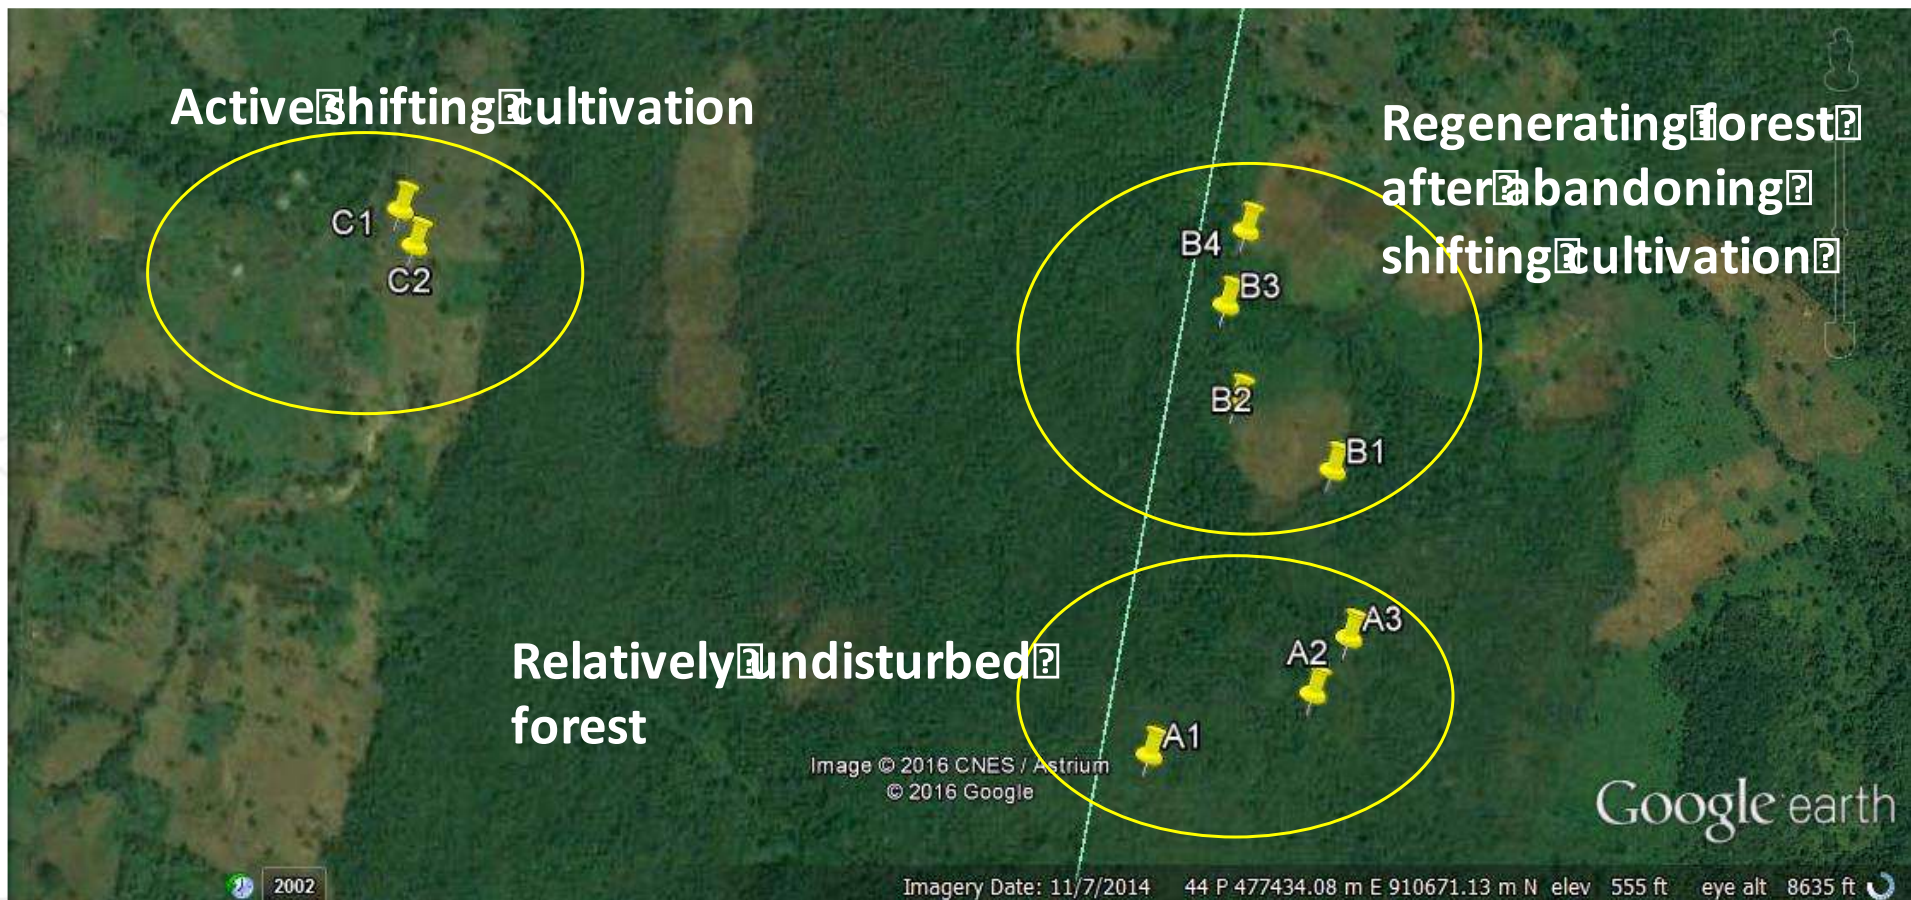 Active shifting cultivation
Regenerating forest
after abandoning
shifting cultivation
C1
C2
B4
B3
B2
B1
Relatively undisturbed
forest
A3
A2
A1
Image © 2016 CNES / Astrium
© 2016 Google
Google earth
2002
Imagery Date: 11/7/2014 44 P 477434.08 m E 910671.13 m N elev 555 ft eye alt 8635 ft